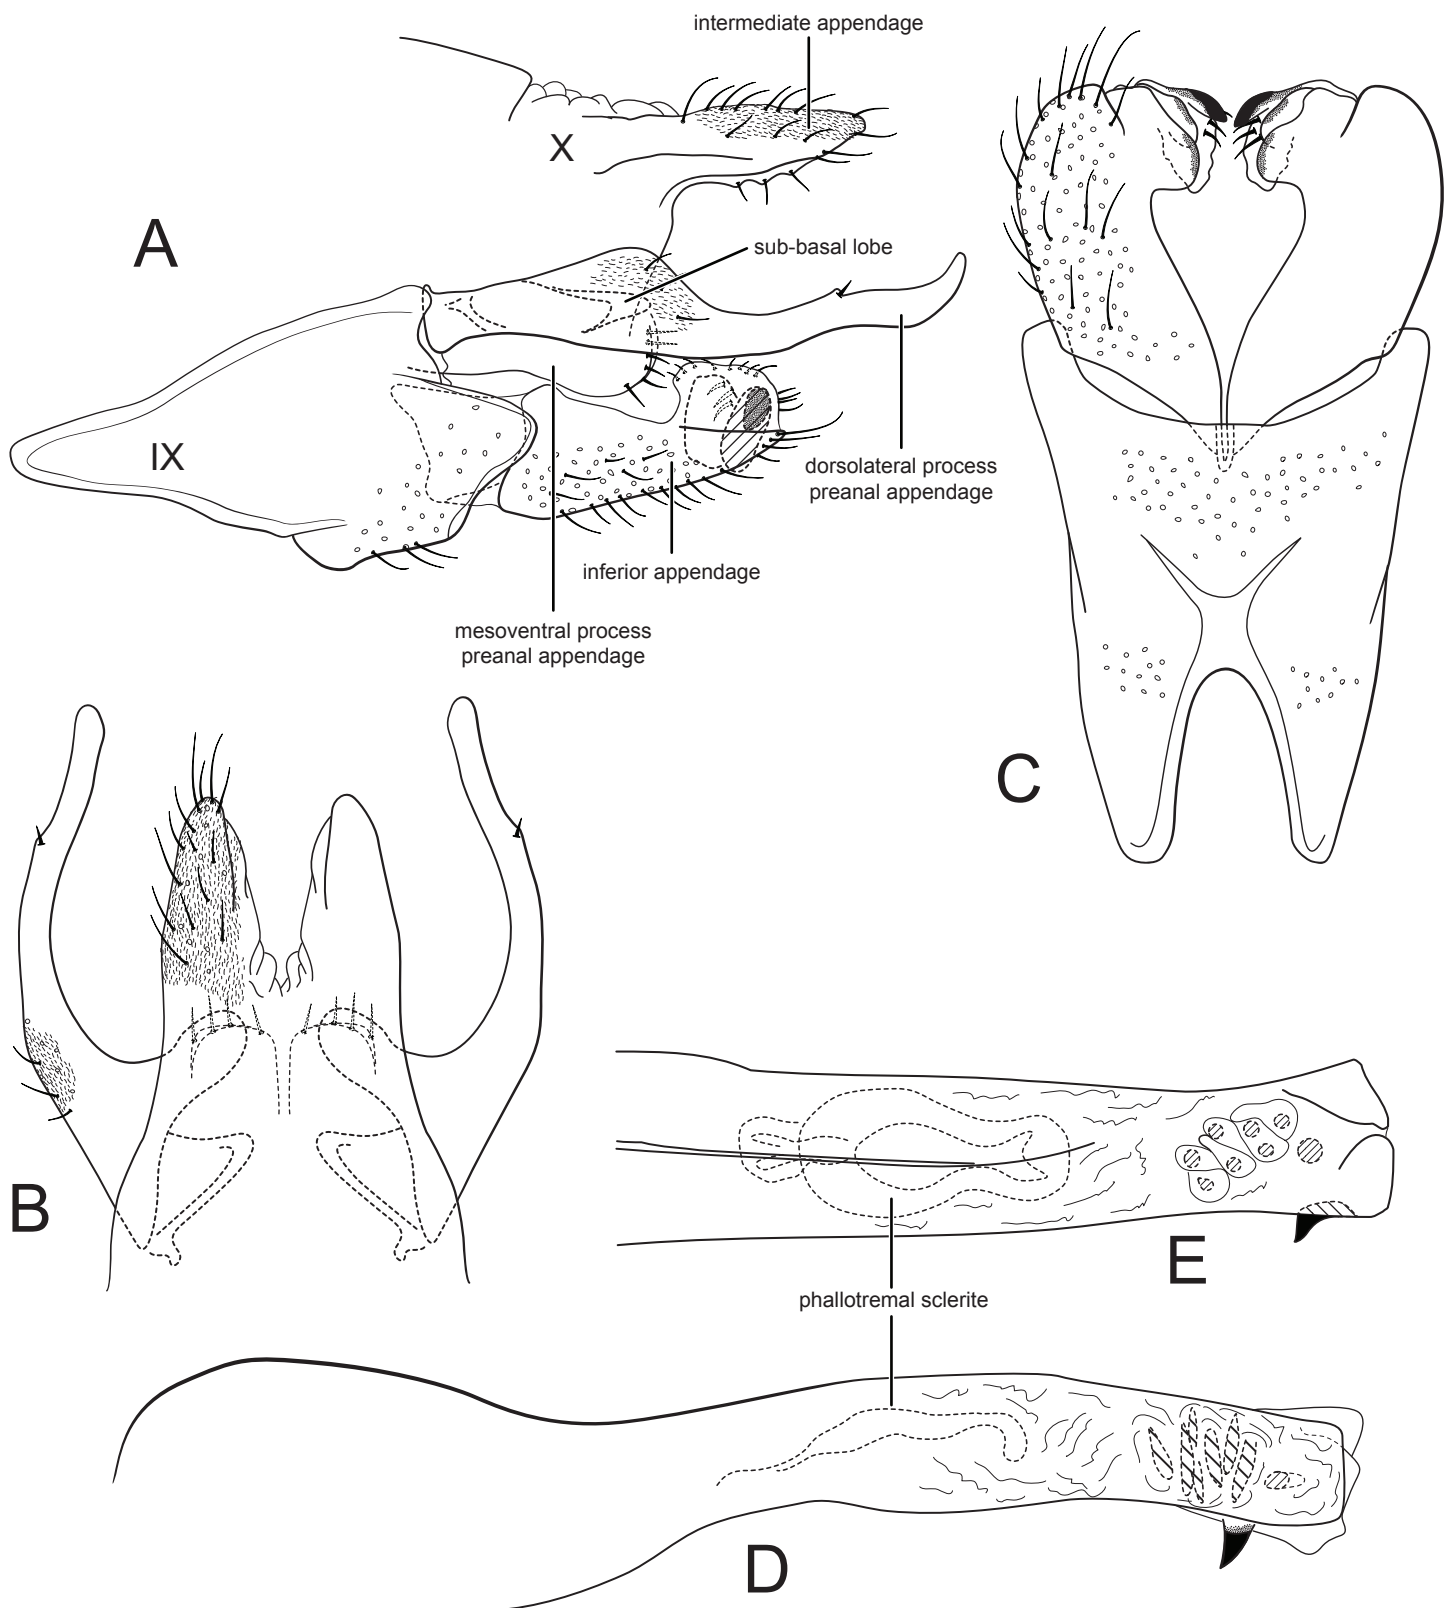 intermediate appendage
X
A
sub-basal lobe
IX
dorsolateral process
preanal appendage
inferior appendage
mesoventral process
preanal appendage
C
B
E
phallotremal sclerite
D